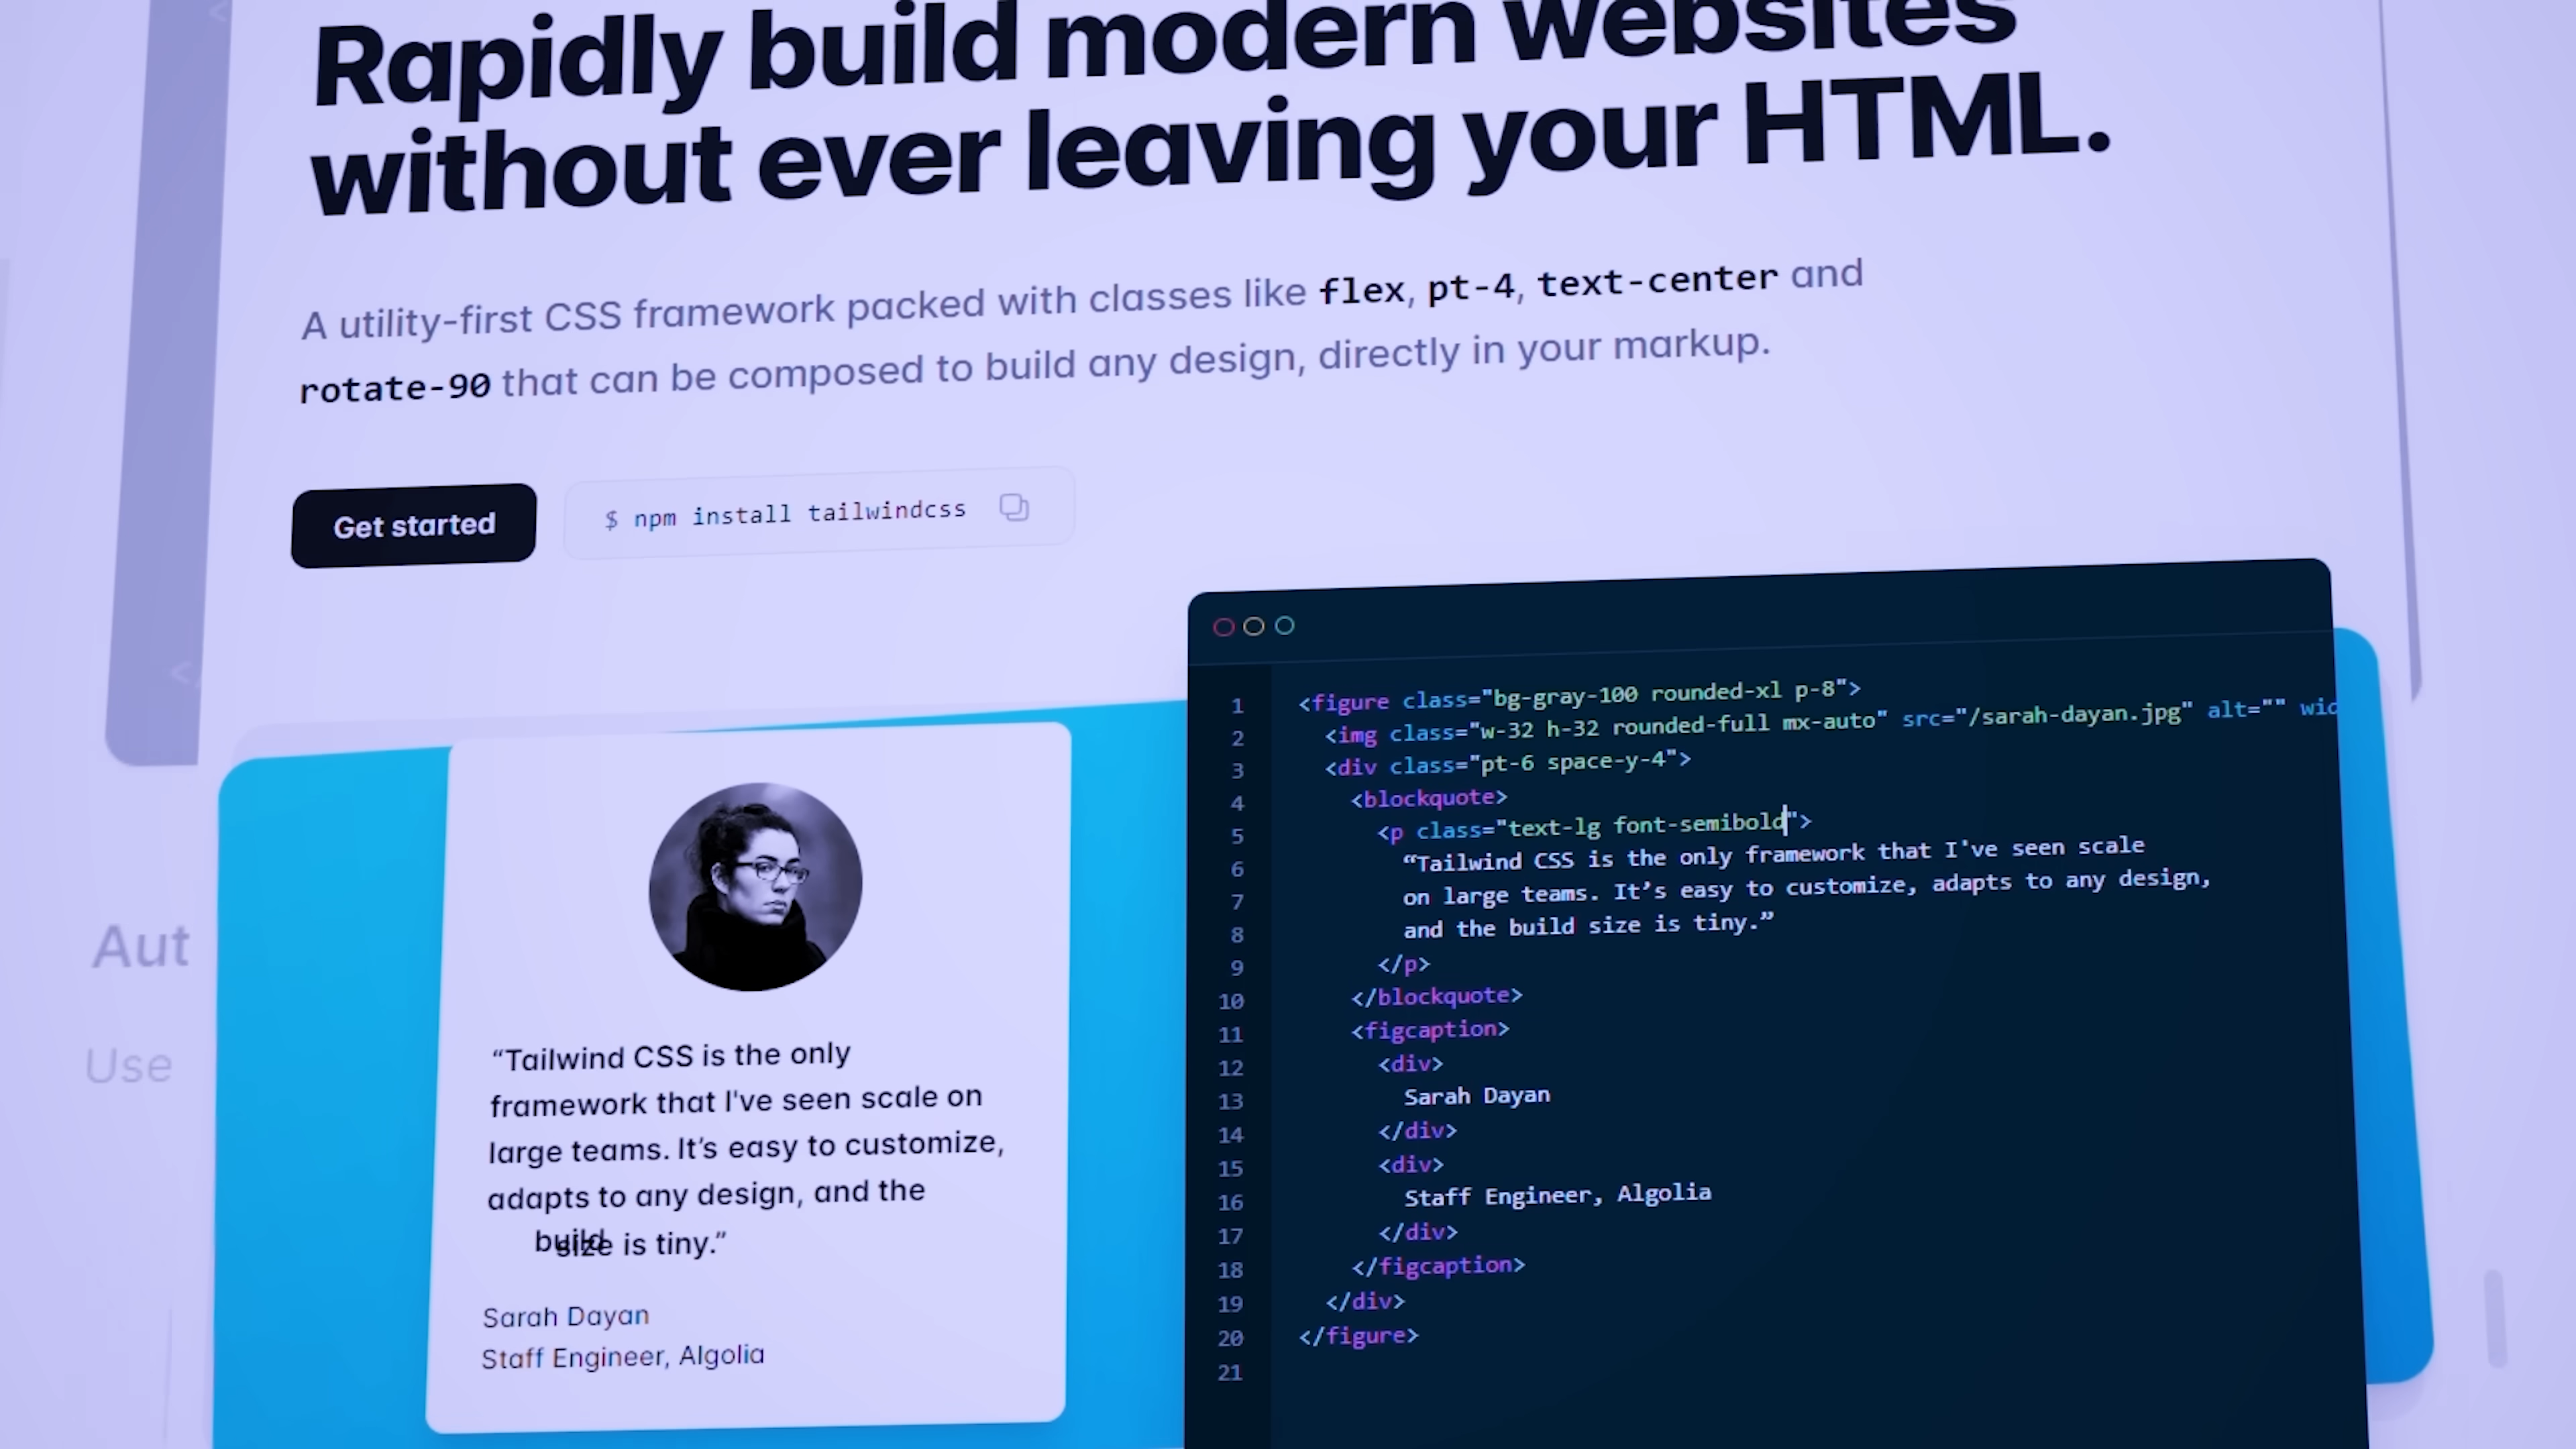 Rapidly build modern websites
without ever leaving your HTML.
A utility-first CSS framework packed with classes like flex, pt-4, text-center and
rotate-90 that can be composed to build any design, directly in your markup.
Get started
$ npm install tailwindcss
Aut
Use
“Tailwind CSS is the only
framework that I've seen scale on
large teams. It’s easy to customize,
adapts to any design, and the
build size is tiny.”
Sarah Dayan
Staff Engineer, Algolia
1 <figure class="bg-gray-100 rounded-xl p-8">
2 <img class="w-32 h-32 rounded-full mx-auto" src="/sarah-dayan.jpg" alt="" wid
3 <div class="pt-6 space-y-4">
4 <blockquote>
5 <p class="text-lg font-semibold">
6 “Tailwind CSS is the only framework that I've seen scale
7 on large teams. It’s easy to customize, adapts to any design,
8 and the build size is tiny.”
9 </p>
10 </blockquote>
11 <figcaption>
12 <div>
13 Sarah Dayan
14 </div>
15 <div>
16 Staff Engineer, Algolia
17 </div>
18 </figcaption>
19 </div>
20 </figure>
21